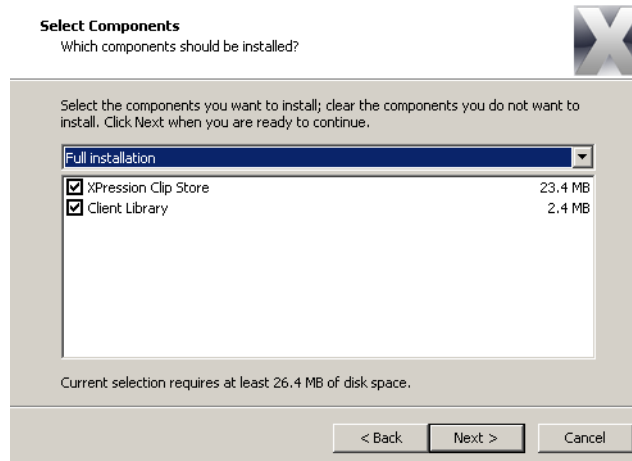 Select Components
Which components should be installed?
Select the components you want to install; clear the components you do not want to
install. Click Next when you are ready to continue.
Full installation
XPression Clip Store 23.4 MB
Client Library 2.4 MB
Current selection requires at least 26.4 MB of disk space.
< Back Next > Cancel